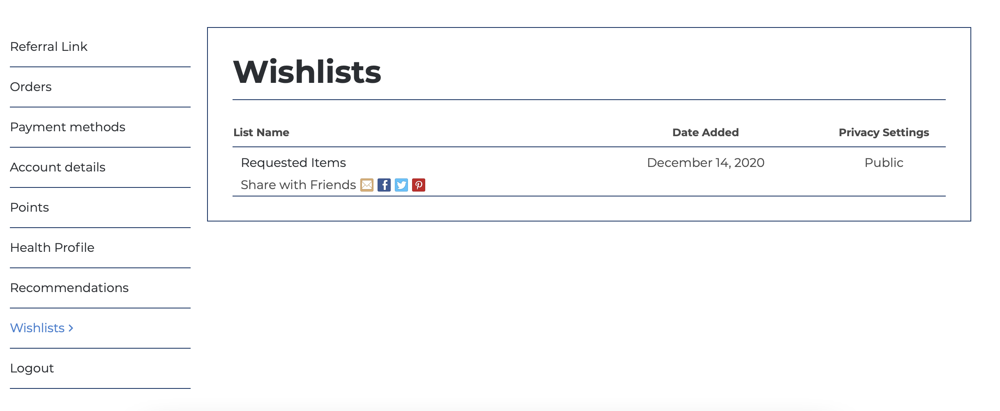 Referral Link
Orders
Payment methods
Account details
Points
Health Profile
Recommendations
Wishlists >
Logout
Wishlists
List Name Date Added Privacy Settings
Requested Items December 14, 2020 Public
Share with Friends